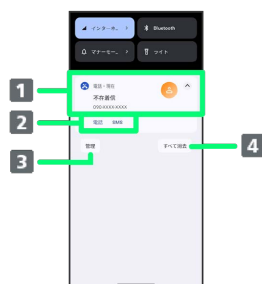 インターネ... >
Bluetooth
マナーモー... >
ライト
1
電話・現在
不在着信
090-XXXX-XXXX
2
電話 SMS
3
管理
すべて消去
4